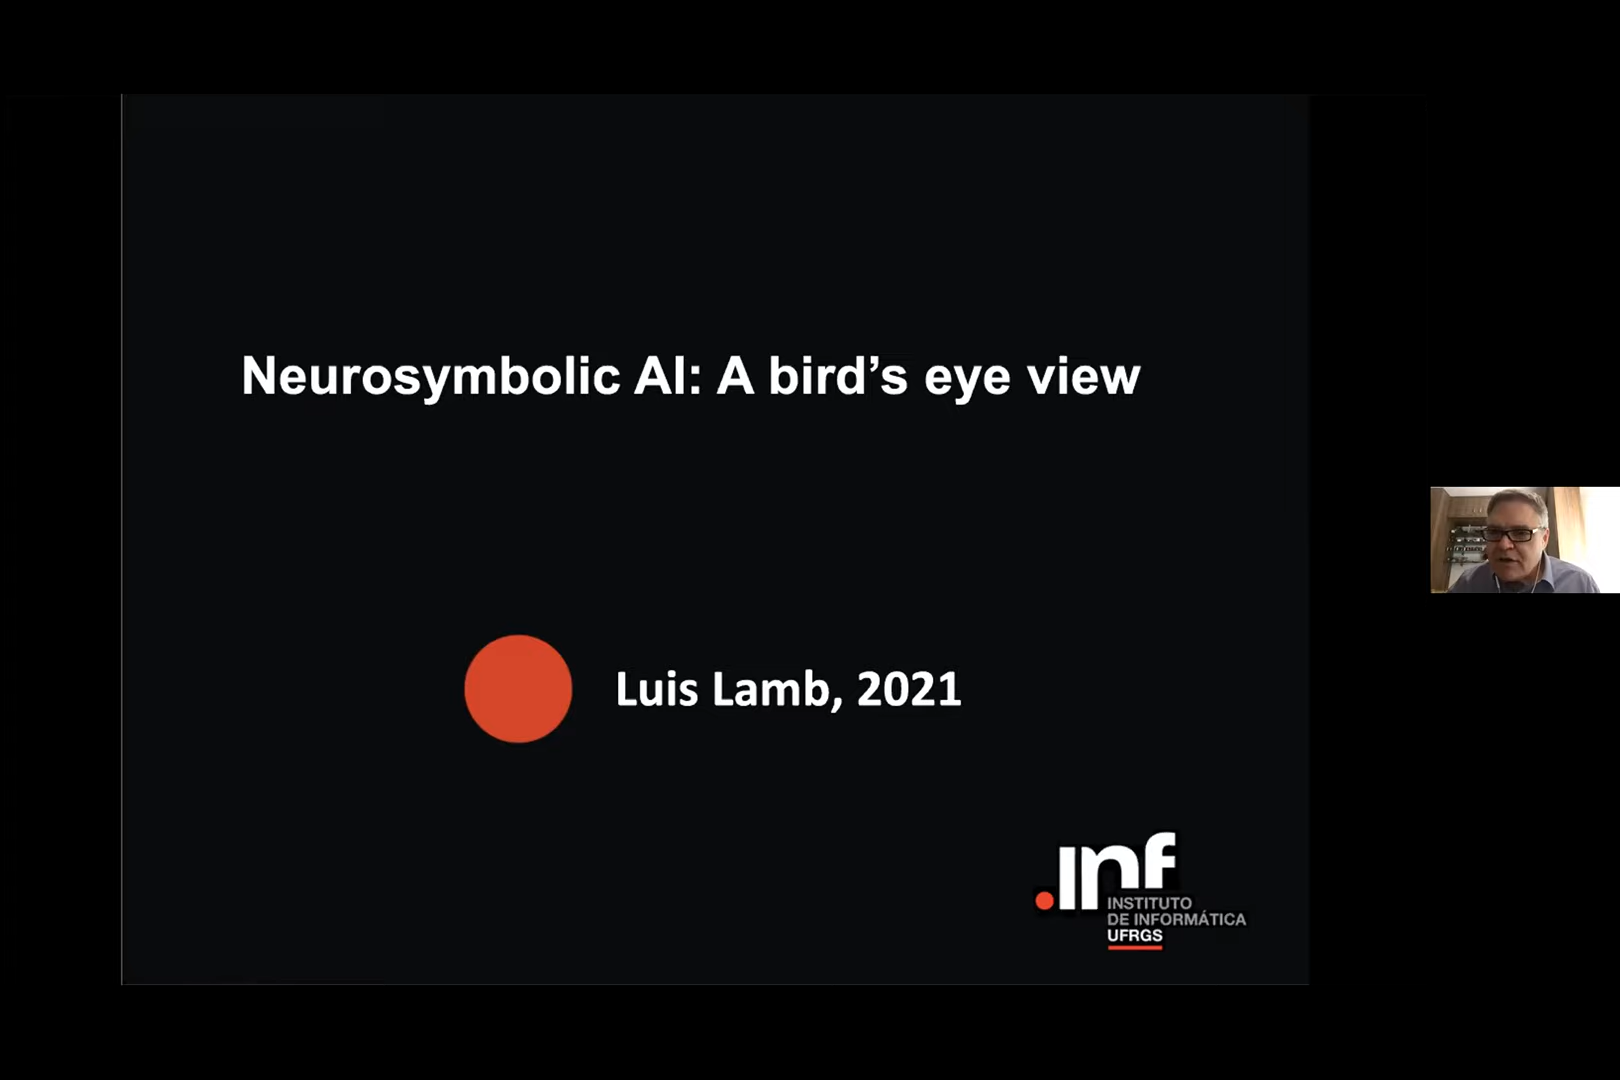 Neurosymbolic AI: A bird’s eye view
Luis Lamb, 2021
.inf
INSTITUTO
DE INFORMÁTICA
UFRGS